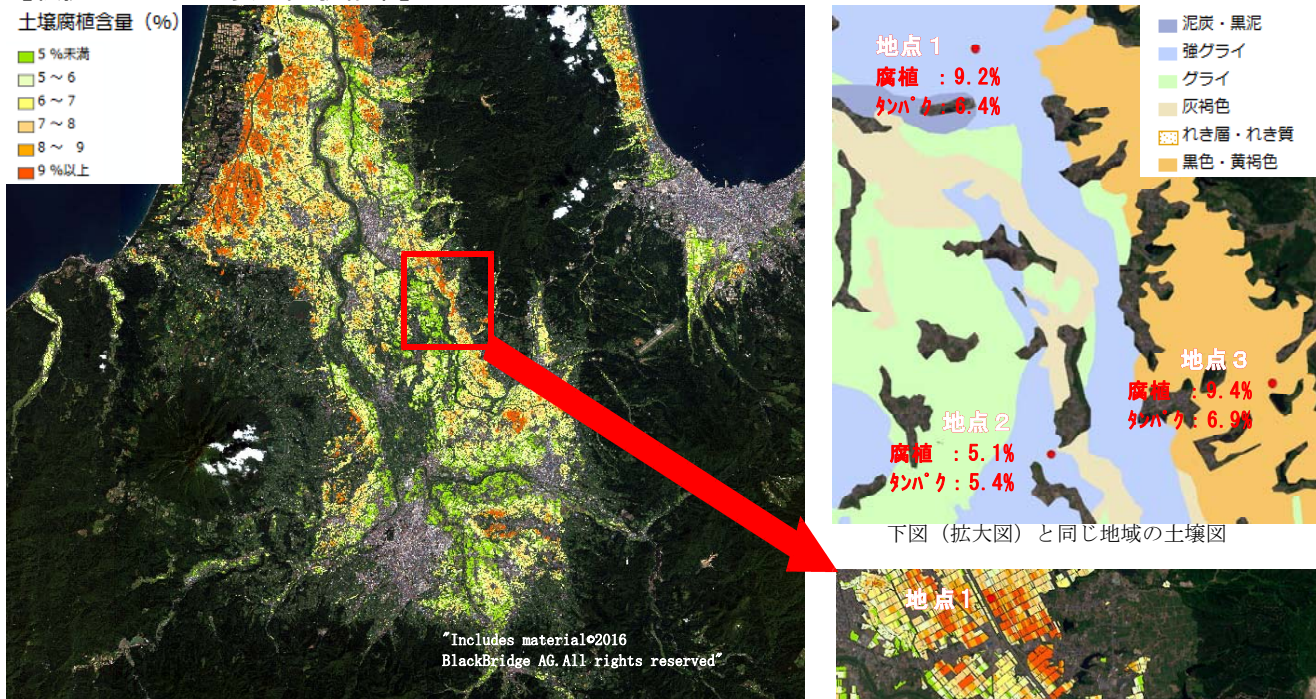 土壌腐植含量（%）
5 %未満
5 ～ 6
6 ～ 7
7 ～ 8
8 ～ 9
9 %以上
"Includes material©2016
BlackBridge AG.All rights reserved"
泥炭・黒泥
強グライ
グライ
灰褐色
れき層・れき質
黒色・黄褐色
地点１
腐植 ：9.2%
ﾀﾝﾊﾟｸ：6.4%
地点２
腐植 ：5.1%
ﾀﾝﾊﾟｸ：5.4%
地点３
腐植 ：9.4%
ﾀﾝﾊﾟｸ：6.9%
下図（拡大図）と同じ地域の土壌図
地点1